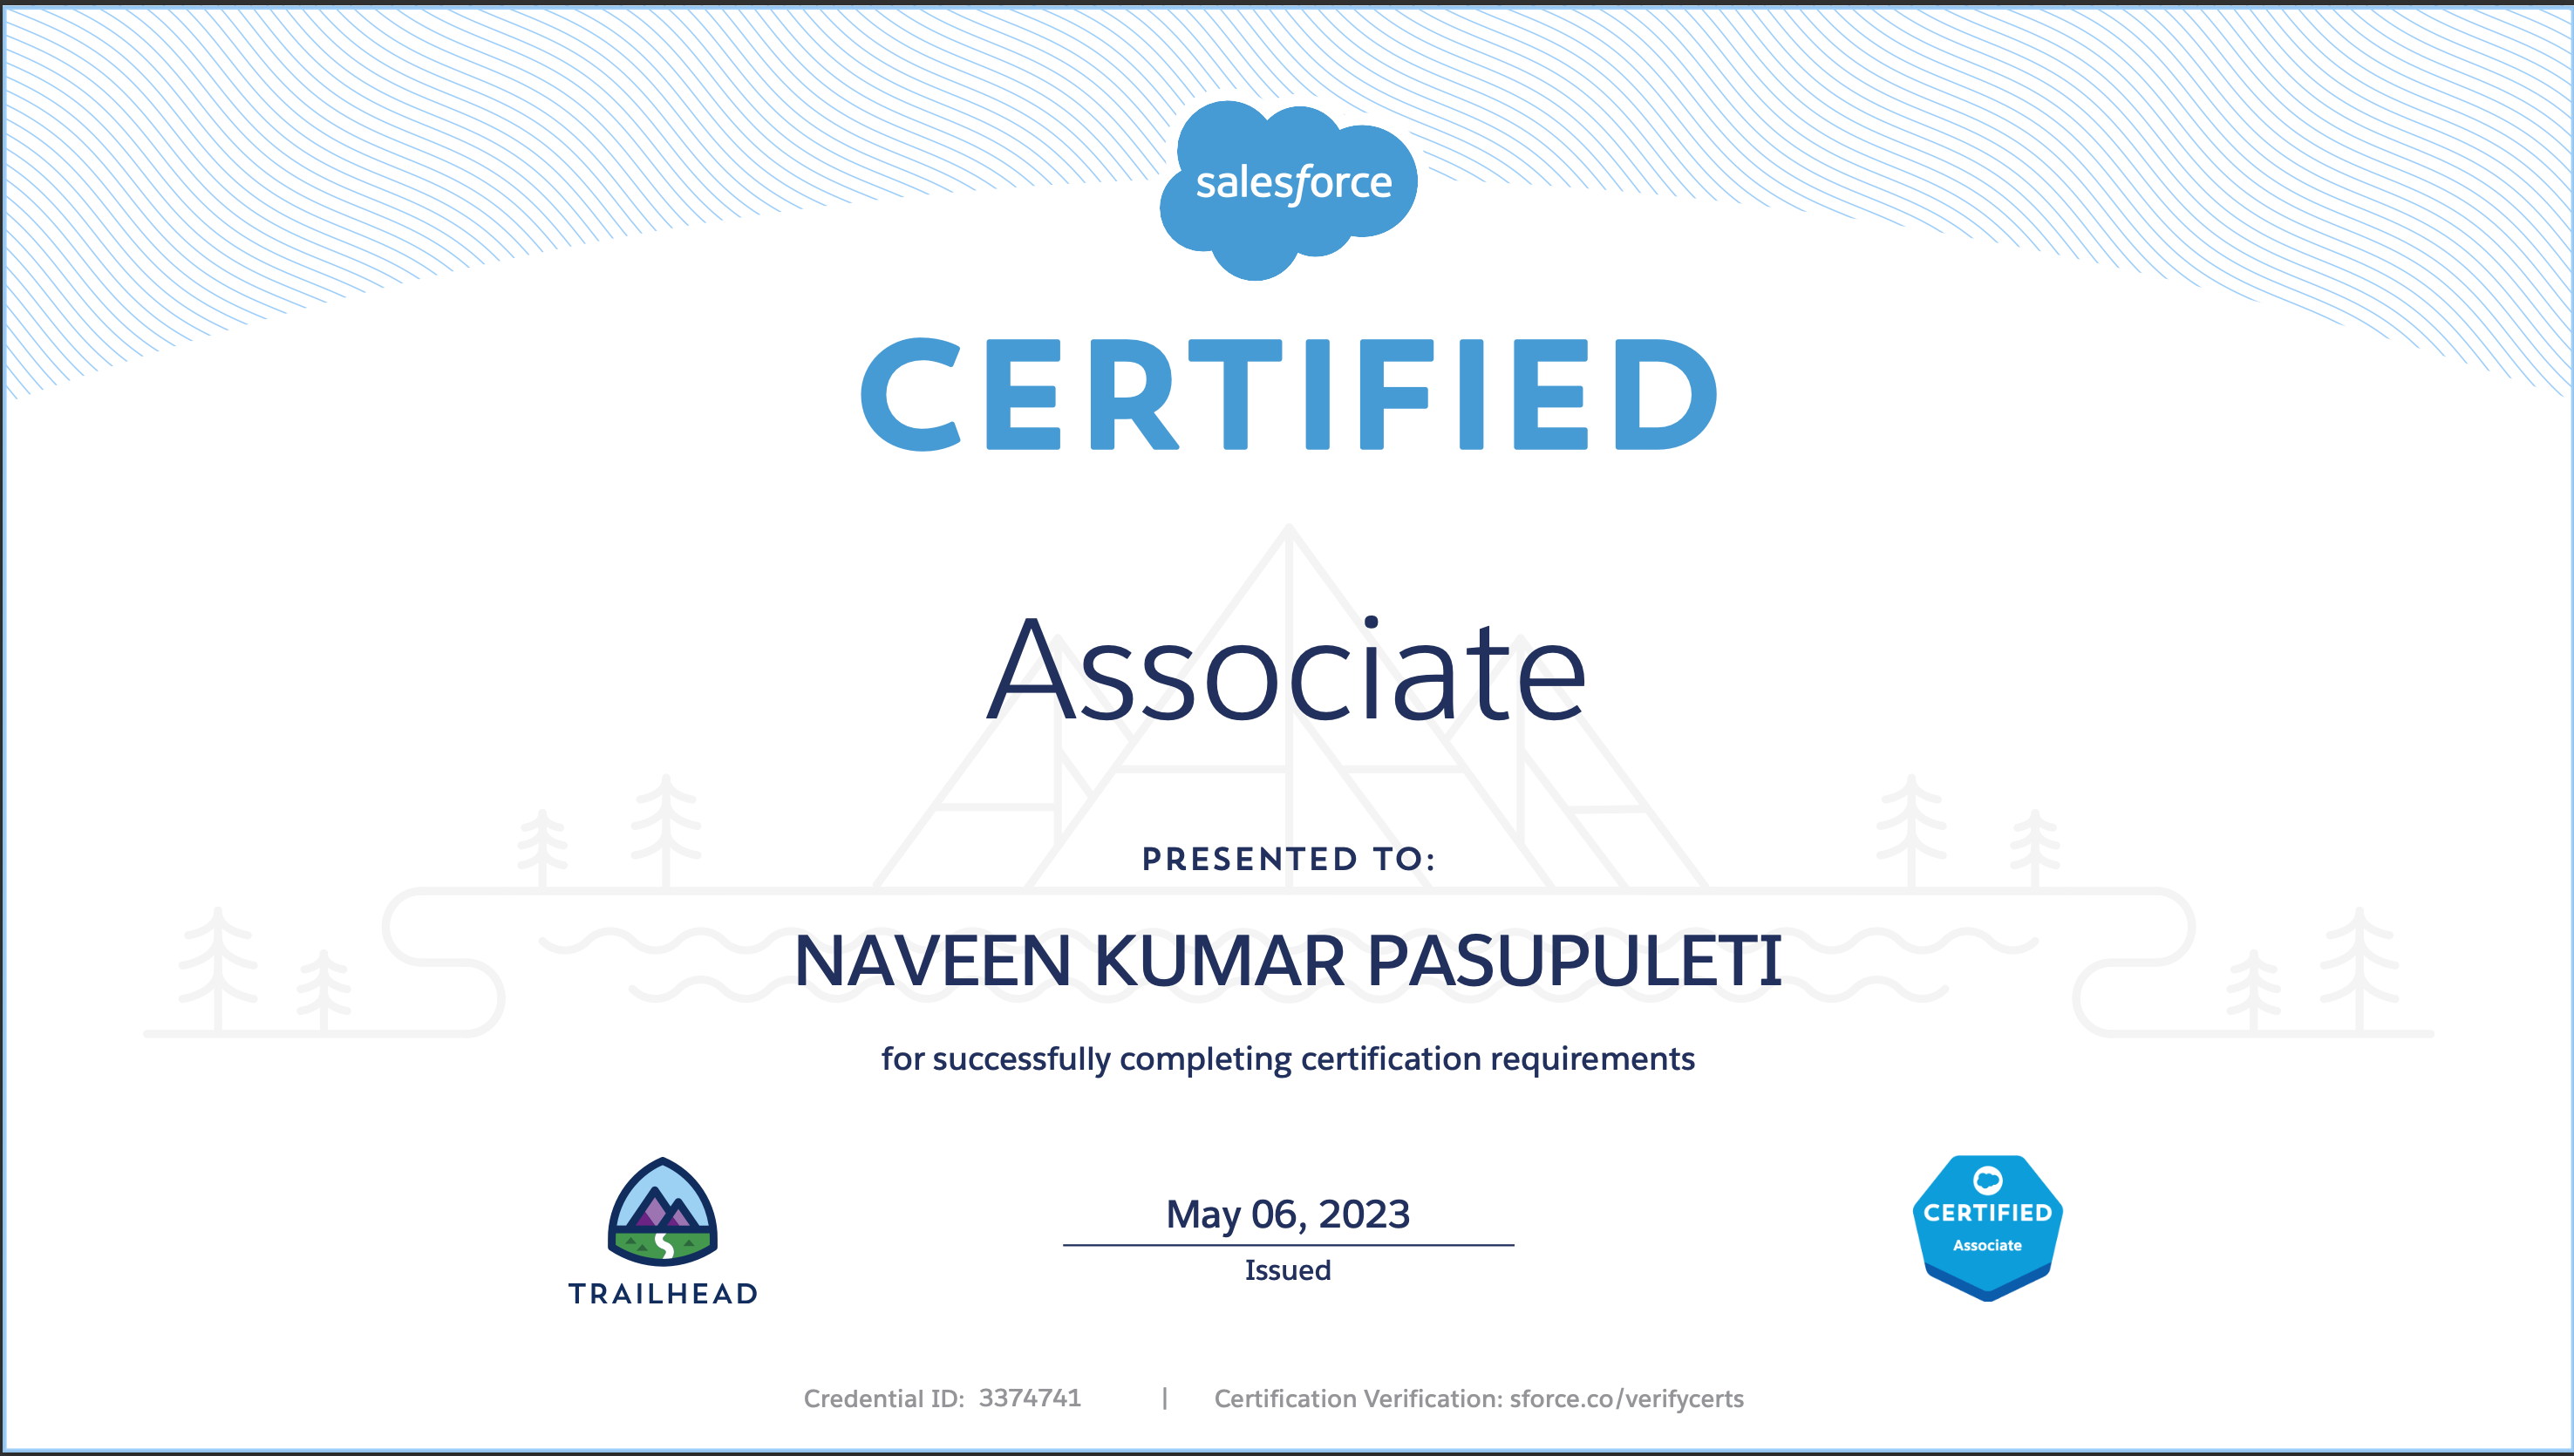 salesforce
CERTIFIED
Associate
PRESENTED TO:
NAVEEN KUMAR PASUPULETI
for successfully completing certification requirements
TRAILHEAD
May 06, 2023
Issued
CERTIFIED
Associate
Credential ID: 3374741 | Certification Verification: sforce.co/verifycerts